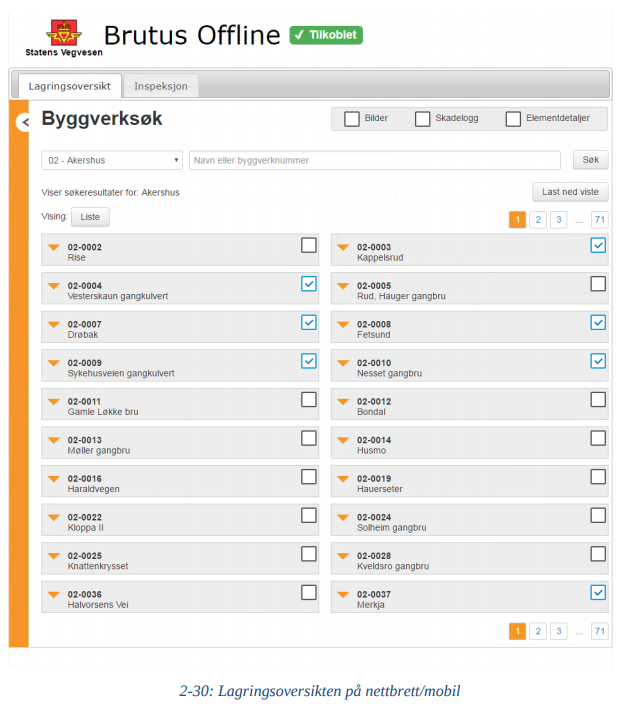 Statens Vegvesen
Brutus Offline
✓ Tilkoblet
Lagringsoversikt Inspeksjon
Byggverksøk
Bilder Skadelogg Elementdetaljer
02 - Akershus Navn eller byggverknummer Søk
Viser søkeresultater for: Akershus Last ned viste
Visning: Liste 1 2 3 ... 71
02-0002
Rise
02-0003
Kappelsrud
02-0004
Vesterskaun gangkulvert
02-0005
Rud, Hauger gangbru
02-0007
Drøbak
02-0008
Fetsund
02-0009
Sykehusveien gangkulvert
02-0010
Nesset gangbru
02-0011
Gamle Løkke bru
02-0012
Bondal
02-0013
Møller gangbru
02-0014
Husmo
02-0016
Haraldvegen
02-0019
Hauerseter
02-0022
Kloppa II
02-0024
Solheim gangbru
02-0025
Knattenkrysset
02-0028
Kveldsro gangbru
02-0036
Halvorsens Vei
02-0037
Merkja
1 2 3 ... 71
2-30: Lagringsoversikten på nettbrett/mobil